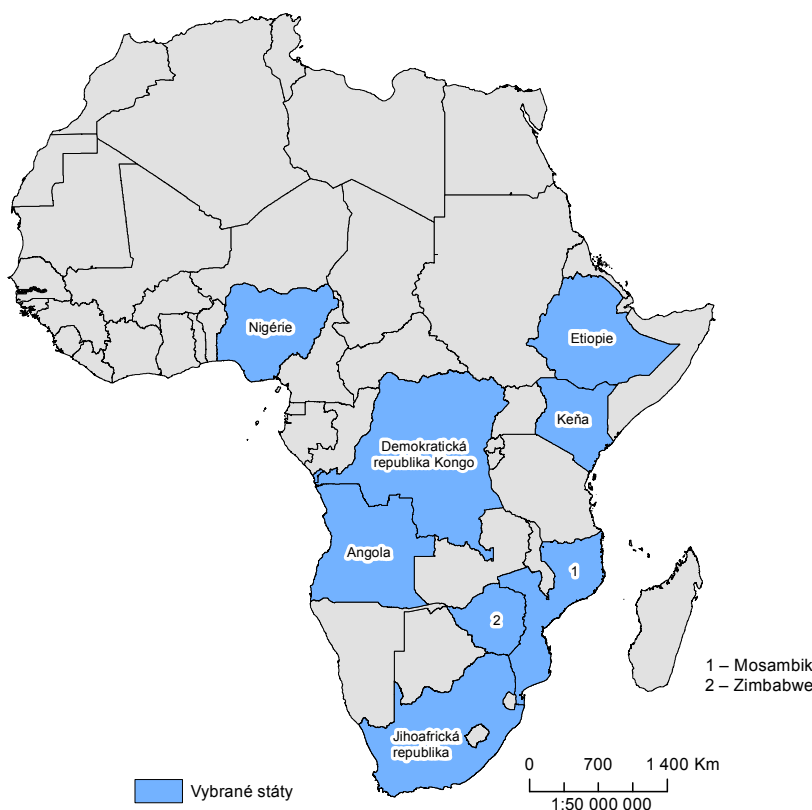 Nigérie
Etiopie
Keňa
Demokratická
republika Kongo
Angola
1
2
1 – Mosambik
2 – Zimbabwe
Jihoafrická
republika
0 700 1 400 Km
1:50 000 000
Vybrané státy